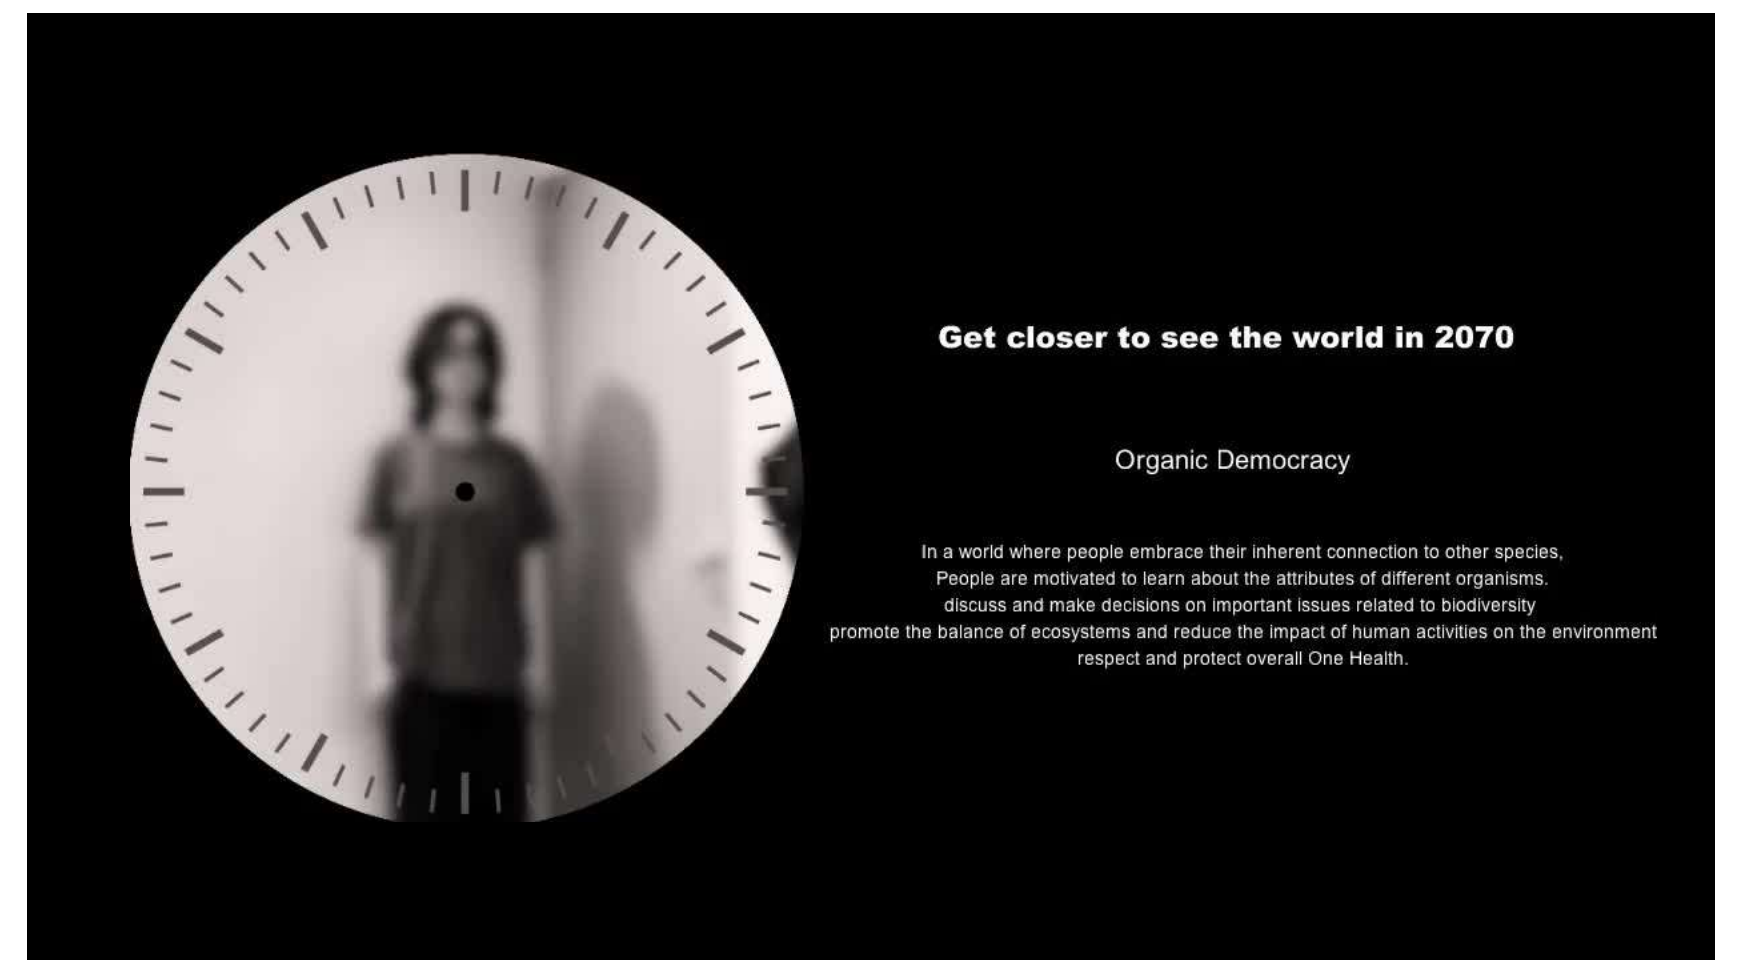 Get closer to see the world in 2070
Organic Democracy
In a world where people embrace their inherent connection to other species,
People are motivated to learn about the attributes of different organisms.
discuss and make decisions on important issues related to biodiversity
promote the balance of ecosystems and reduce the impact of human activities on the environment
respect and protect overall One Health.